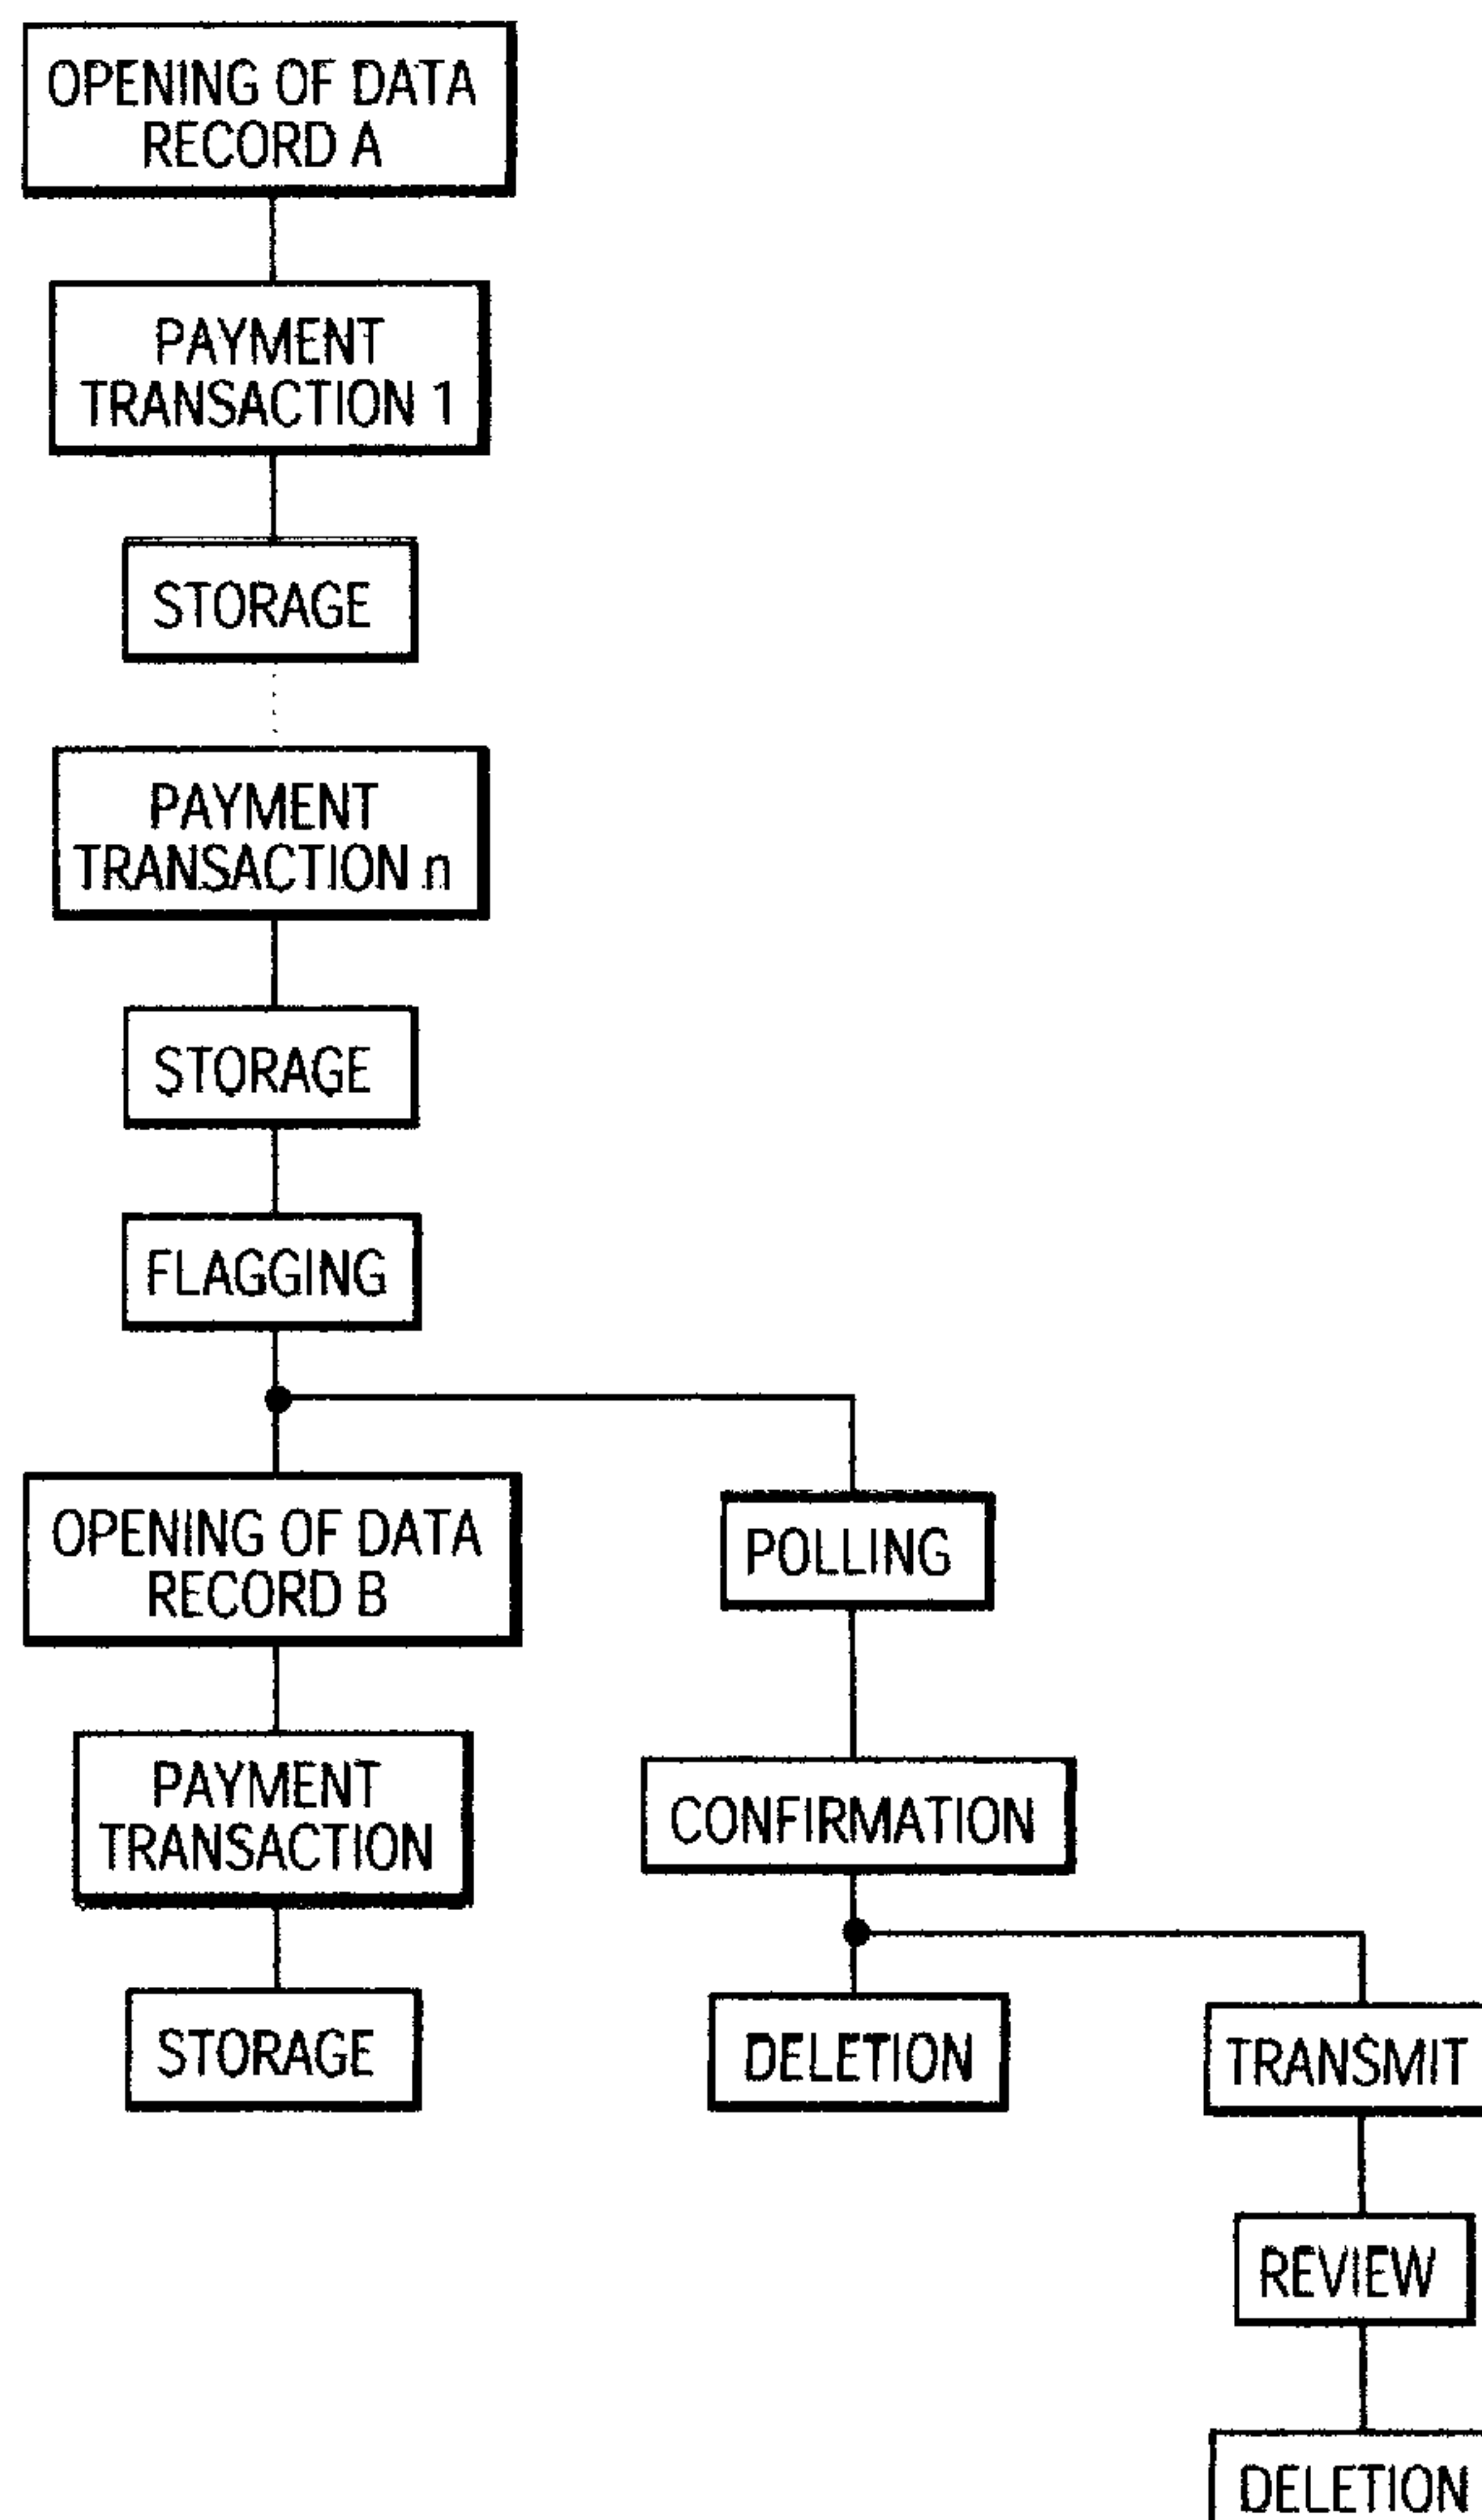 OPENING OF DATA
RECORD A
PAYMENT
TRANSACTION 1
STORAGE
PAYMENT
TRANSACTION n
STORAGE
FLAGGING
OPENING OF DATA
RECORD B
PAYMENT
TRANSACTION
STORAGE
POLLING
CONFIRMATION
DELETION
TRANSMIT
REVIEW
DELETION